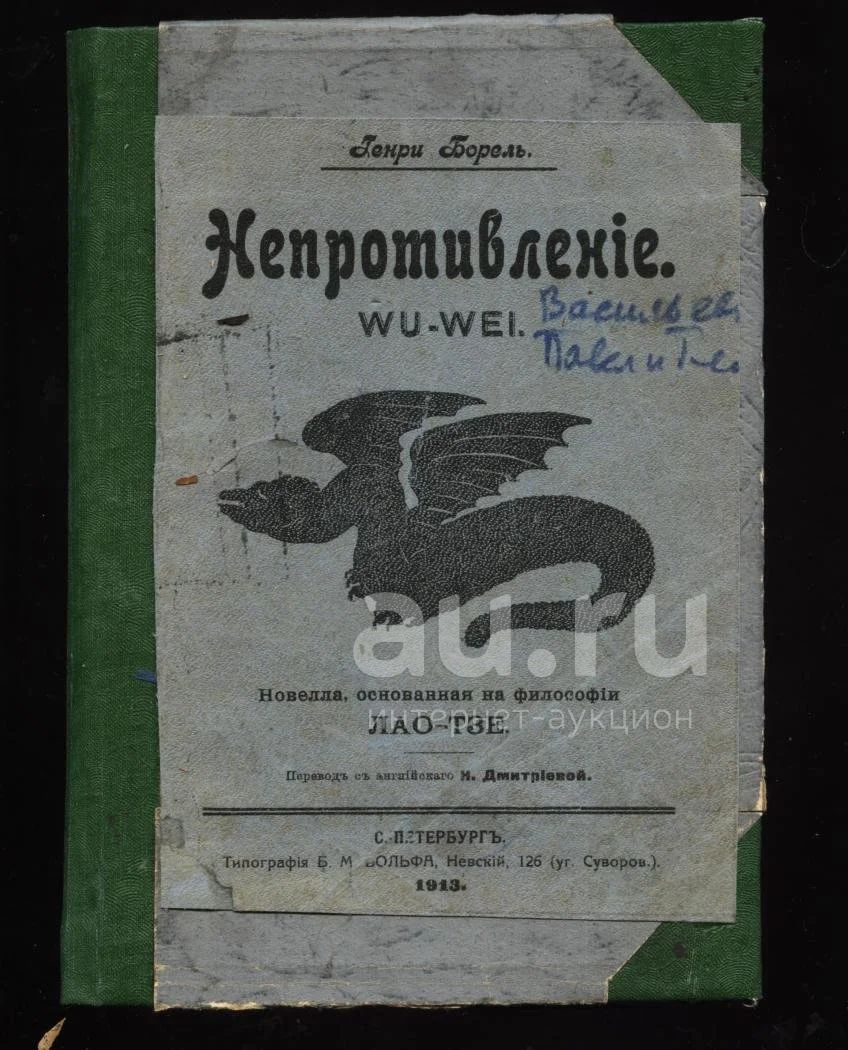 Генри Борель.
Непротивленіе.
WU-WEI.
Васильев
Павел и
au.ru
интернет-аукцион
Новелла, основанная на философіи
ЛАО-ТЗЕ.
Переводъ съ англійскаго Н. Дмитріевой.
С.-ПЕТЕРБУРГЪ.
Типографія Б. М. ВОЛЬФА, Невскій, 126 (уг. Суворов.).
1913.